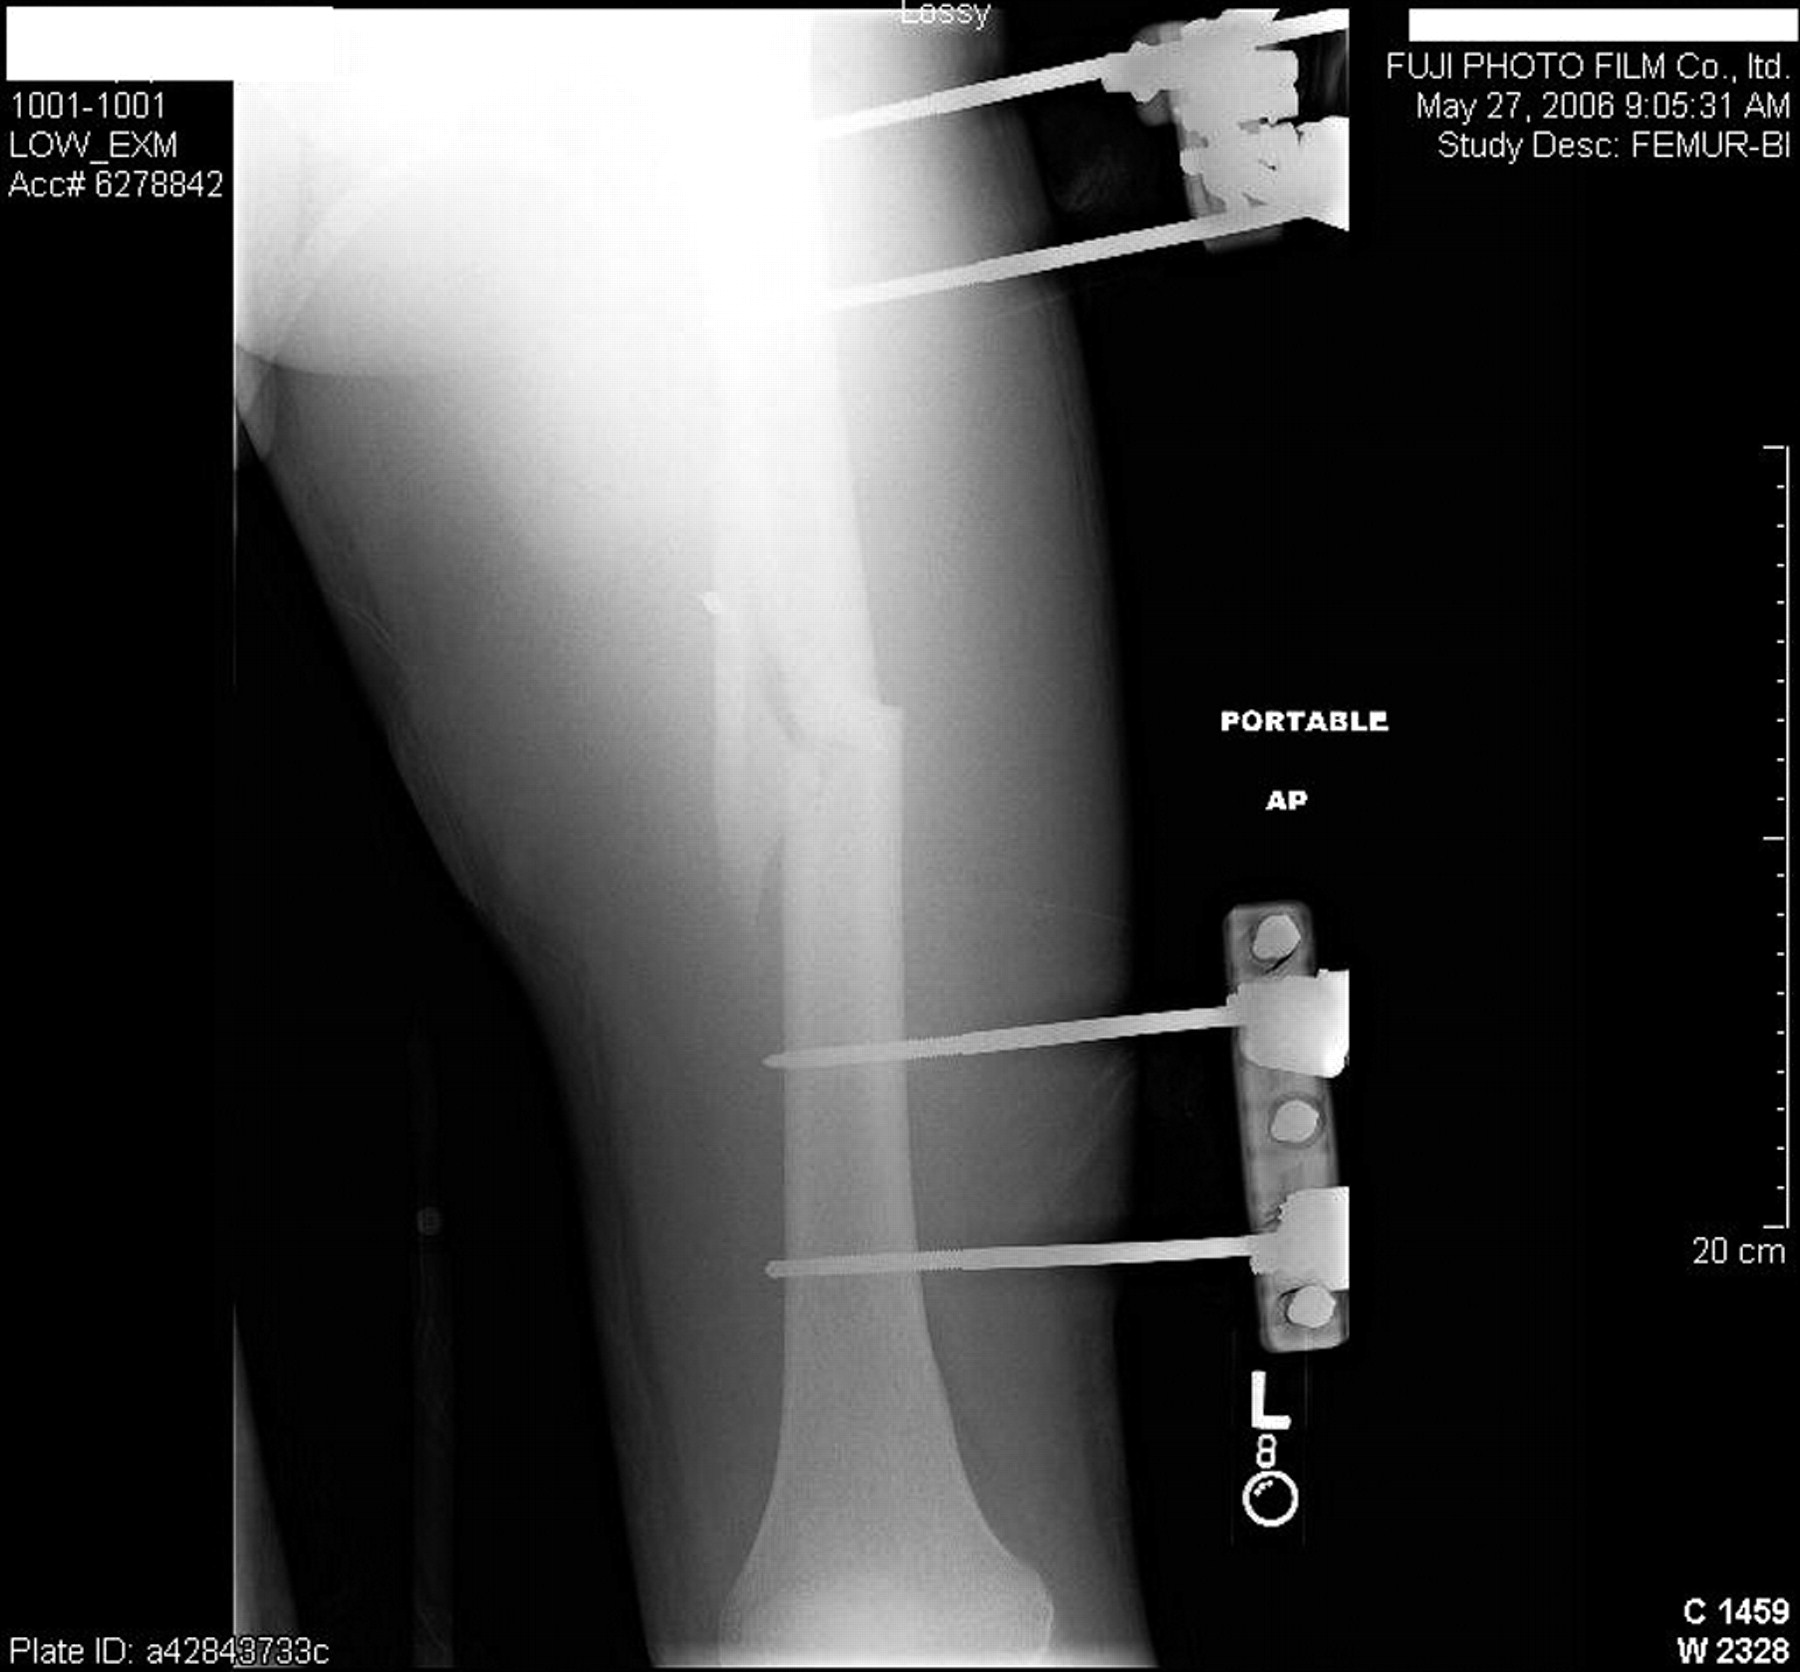 Lossy
1001-1001
LOW_EXM
Acc# 6278842
FUJI PHOTO FILM Co., ltd.
May 27, 2006 9:05:31 AM
Study Desc: FEMUR-BI
PORTABLE
AP
20 cm
L
8
C 1459
W 2328
Plate ID: a42843733c